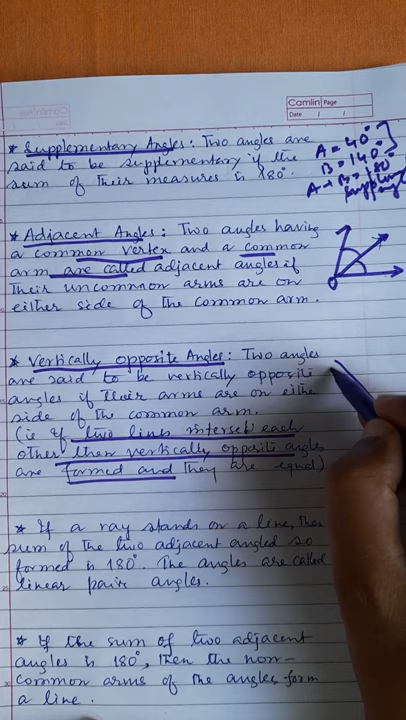 Camlin Page
Date / /
* Supplementary Angles: Two angles are
said to be supplementary if the
sum of their measures is 180°.
A = 40°
B = 140°
A + B = 180°
* Adjacent Angles: Two angles having
a common vertex and a common
arm are called adjacent angles if
their uncommon arms are on
either side of the common arm.
O
* Vertically opposite Angles: Two angles
are said to be vertically opposite
angles if their arms are on eithe
side of the common arm.
(ie if two lines intersect each
other then vertically opposite angles
are formed and they are equal)
* If a ray stands on a line, then
sum of the two adjacent angled so
formed is 180°. The angles are called
linear pair angles.
* If the sum of two adjacent
angles is 180°, then the non-
common arms of the angles form
a line.